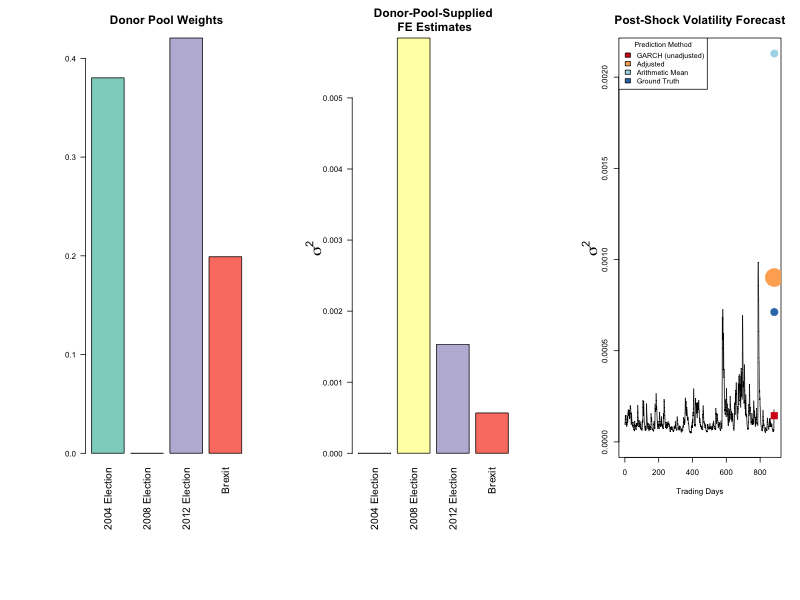 Donor Pool Weights
0.4
0.3
0.2
0.1
0.0
2004 Election
2008 Election
2012 Election
Brexit
Donor-Pool-Supplied
FE Estimates
σ2
0.005
0.004
0.003
0.002
0.001
0.000
2004 Election
2008 Election
2012 Election
Brexit
Post-Shock Volatility Forecast
Prediction Method
GARCH (unadjusted)
Adjusted
Arithmetic Mean
Ground Truth
σ2
0.0020
0.0015
0.0010
0.0005
0.0000
0 200 400 600 800
Trading Days